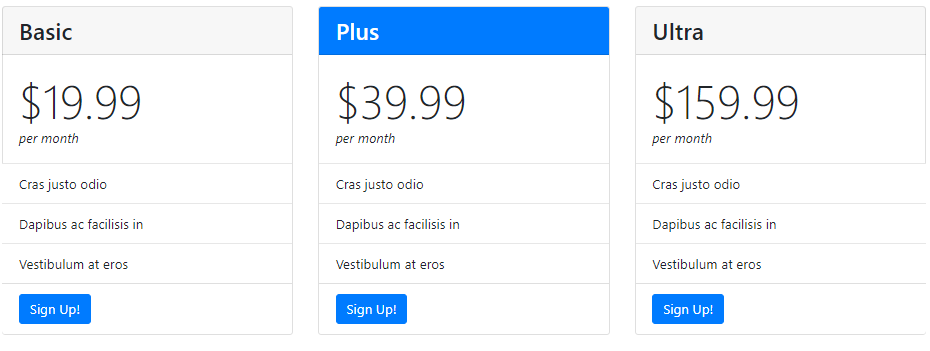 Basic
$19.99
per month
Cras justo odio
Dapibus ac facilisis in
Vestibulum at eros
Sign Up!
Plus
$39.99
per month
Cras justo odio
Dapibus ac facilisis in
Vestibulum at eros
Sign Up!
Ultra
$159.99
per month
Cras justo odio
Dapibus ac facilisis in
Vestibulum at eros
Sign Up!